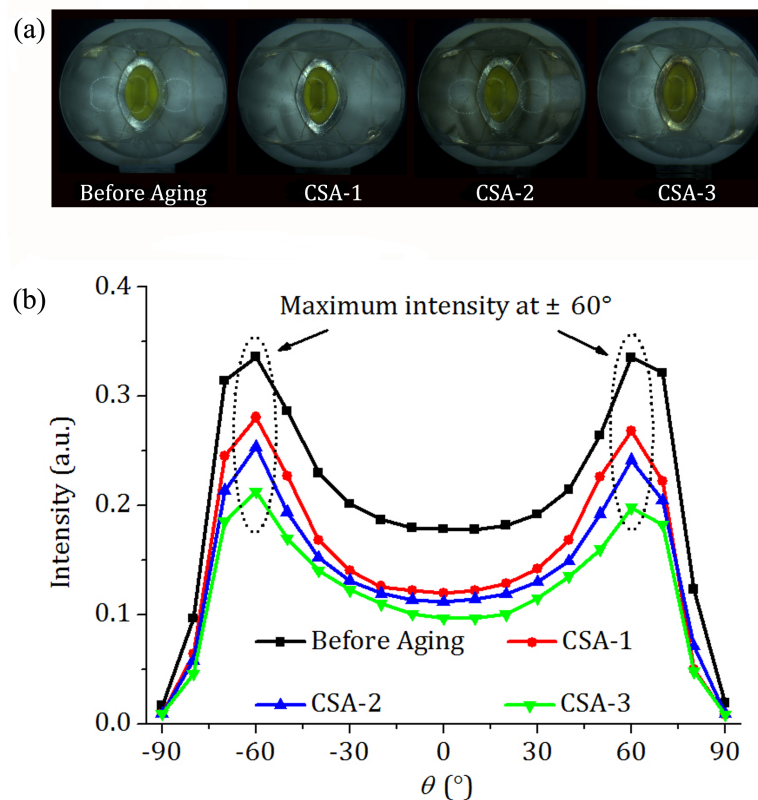 (a)
Before Aging CSA-1 CSA-2 CSA-3
(b)
Maximum intensity at ± 60°
Intensity (a.u.)
0.4
0.3
0.2
0.1
0.0
Before Aging CSA-1
CSA-2 CSA-3
-90 -60 -30 0 30 60 90
θ (°)